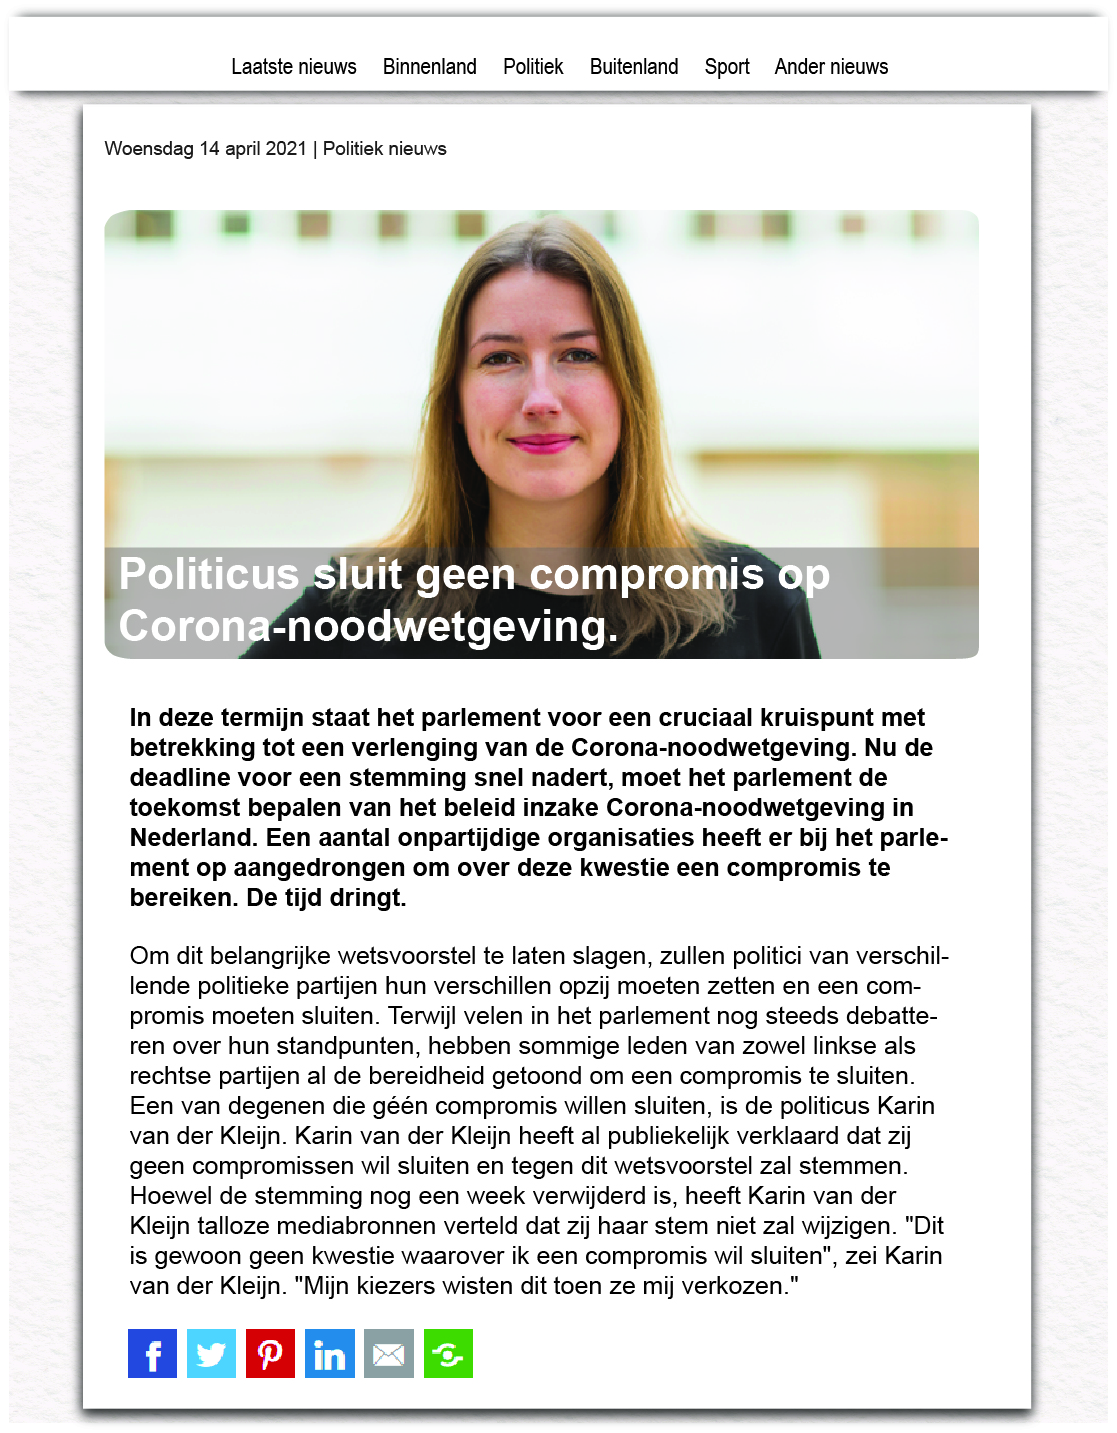 Laatste nieuws Binnenland Politiek Buitenland Sport Ander nieuws
Woensdag 14 april 2021 | Politiek nieuws
Politicus sluit geen compromis op
Corona-noodwetgeving.
In deze termijn staat het parlement voor een cruciaal kruispunt met
betrekking tot een verlenging van de Corona-noodwetgeving. Nu de
deadline voor een stemming snel nadert, moet het parlement de
toekomst bepalen van het beleid inzake Corona-noodwetgeving in
Nederland. Een aantal onpartijdige organisaties heeft er bij het parle-
ment op aangedrongen om over deze kwestie een compromis te
bereiken. De tijd dringt.
Om dit belangrijke wetsvoorstel te laten slagen, zullen politici van verschil-
lende politieke partijen hun verschillen opzij moeten zetten en een com-
promis moeten sluiten. Terwijl velen in het parlement nog steeds debatte-
ren over hun standpunten, hebben sommige leden van zowel linkse als
rechtse partijen al de bereidheid getoond om een compromis te sluiten.
Een van degenen die géén compromis willen sluiten, is de politicus Karin
van der Kleijn. Karin van der Kleijn heeft al publiekelijk verklaard dat zij
geen compromissen wil sluiten en tegen dit wetsvoorstel zal stemmen.
Hoewel de stemming nog een week verwijderd is, heeft Karin van der
Kleijn talloze mediabronnen verteld dat zij haar stem niet zal wijzigen. "Dit
is gewoon geen kwestie waarover ik een compromis wil sluiten", zei Karin
van der Kleijn. "Mijn kiezers wisten dit toen ze mij verkozen."